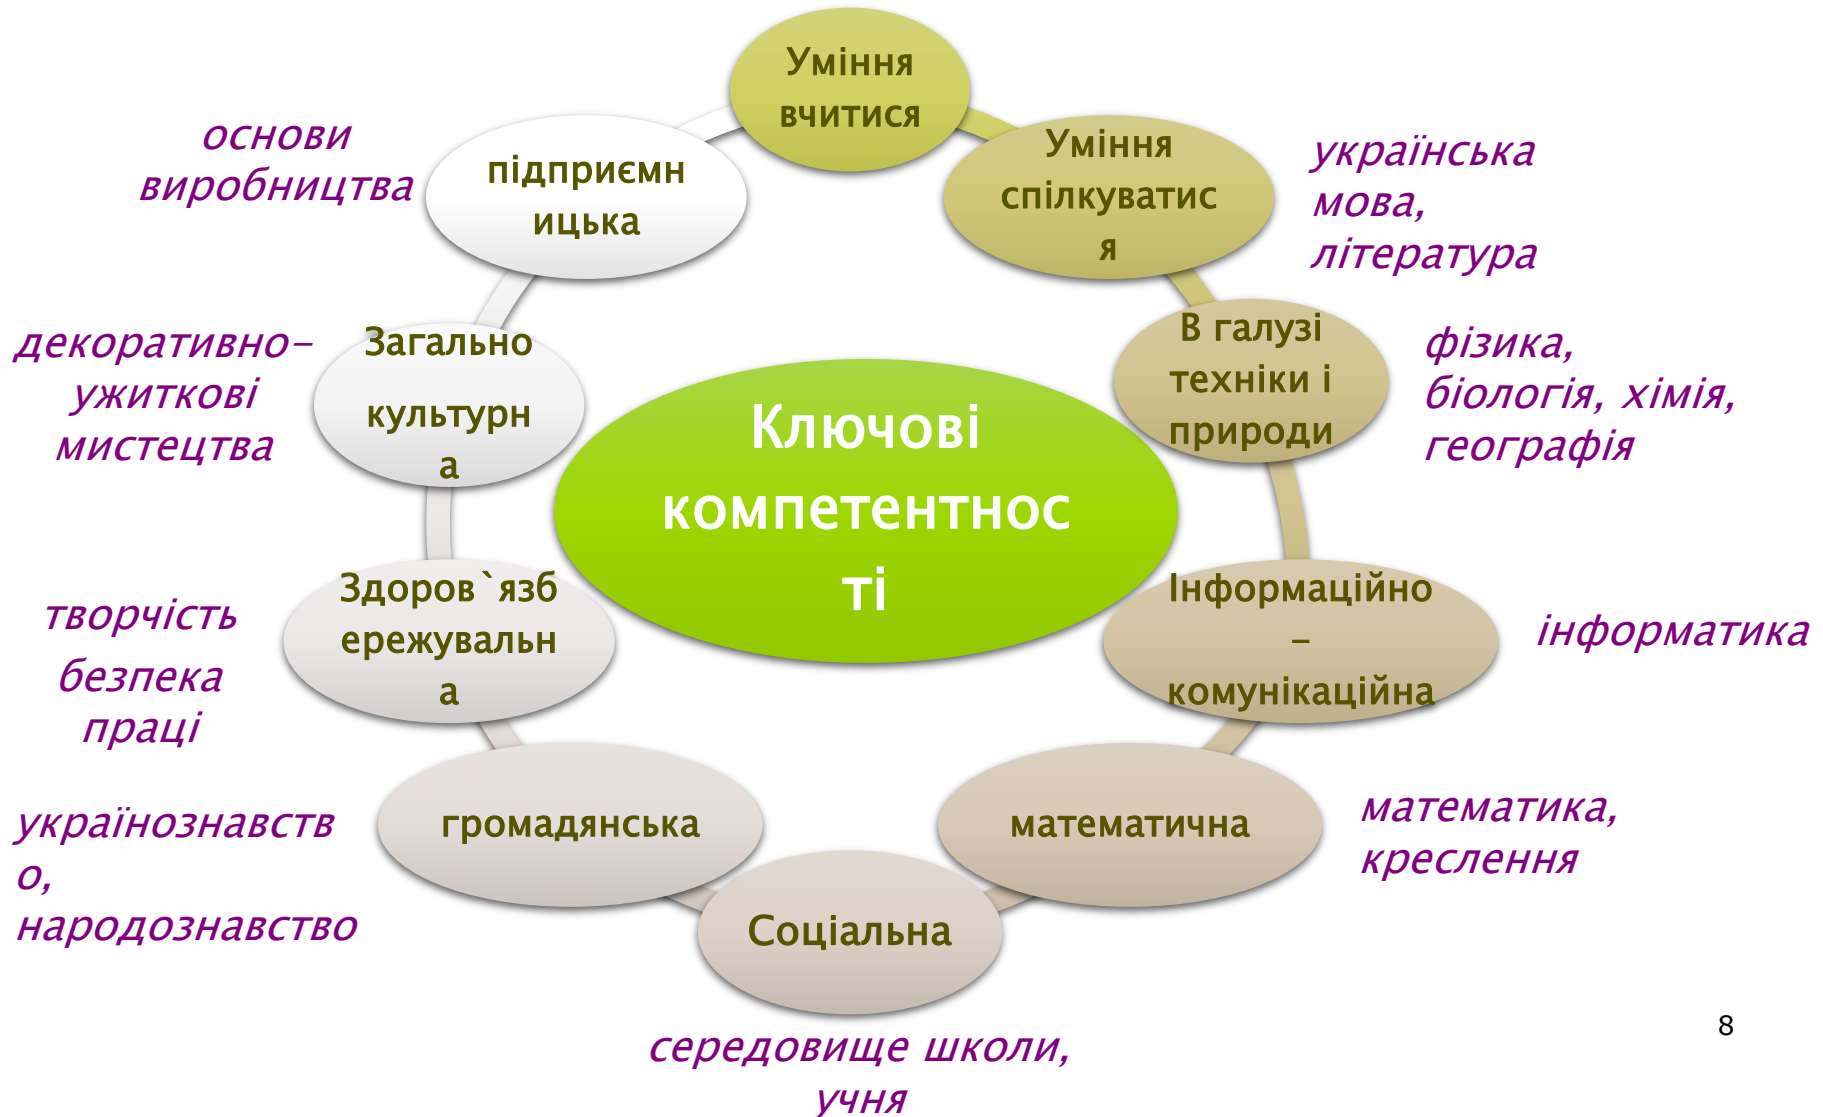 Уміння
вчитися
Уміння
спілкуватис
я
українська
мова,
література
В галузі
техніки і
природи
фізика,
біологія, хімія,
географія
Інформаційно
–
комунікаційна
інформатика
математична
математика,
креслення
Соціальна
середовище школи,
учня
громадянська
українознавств
о,
народознавство
Здоров`язб
ережувальн
а
творчість
безпека
праці
Загально
культурн
а
декоративно–
ужиткові
мистецтва
підприємн
ицька
основи
виробництва
Ключові
компетентнос
ті
8